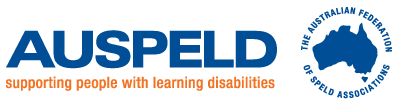 AUSPELD
supporting people with learning disabilities
THE AUSTRALIAN FEDERATION
OF SPELD ASSOCIATIONS